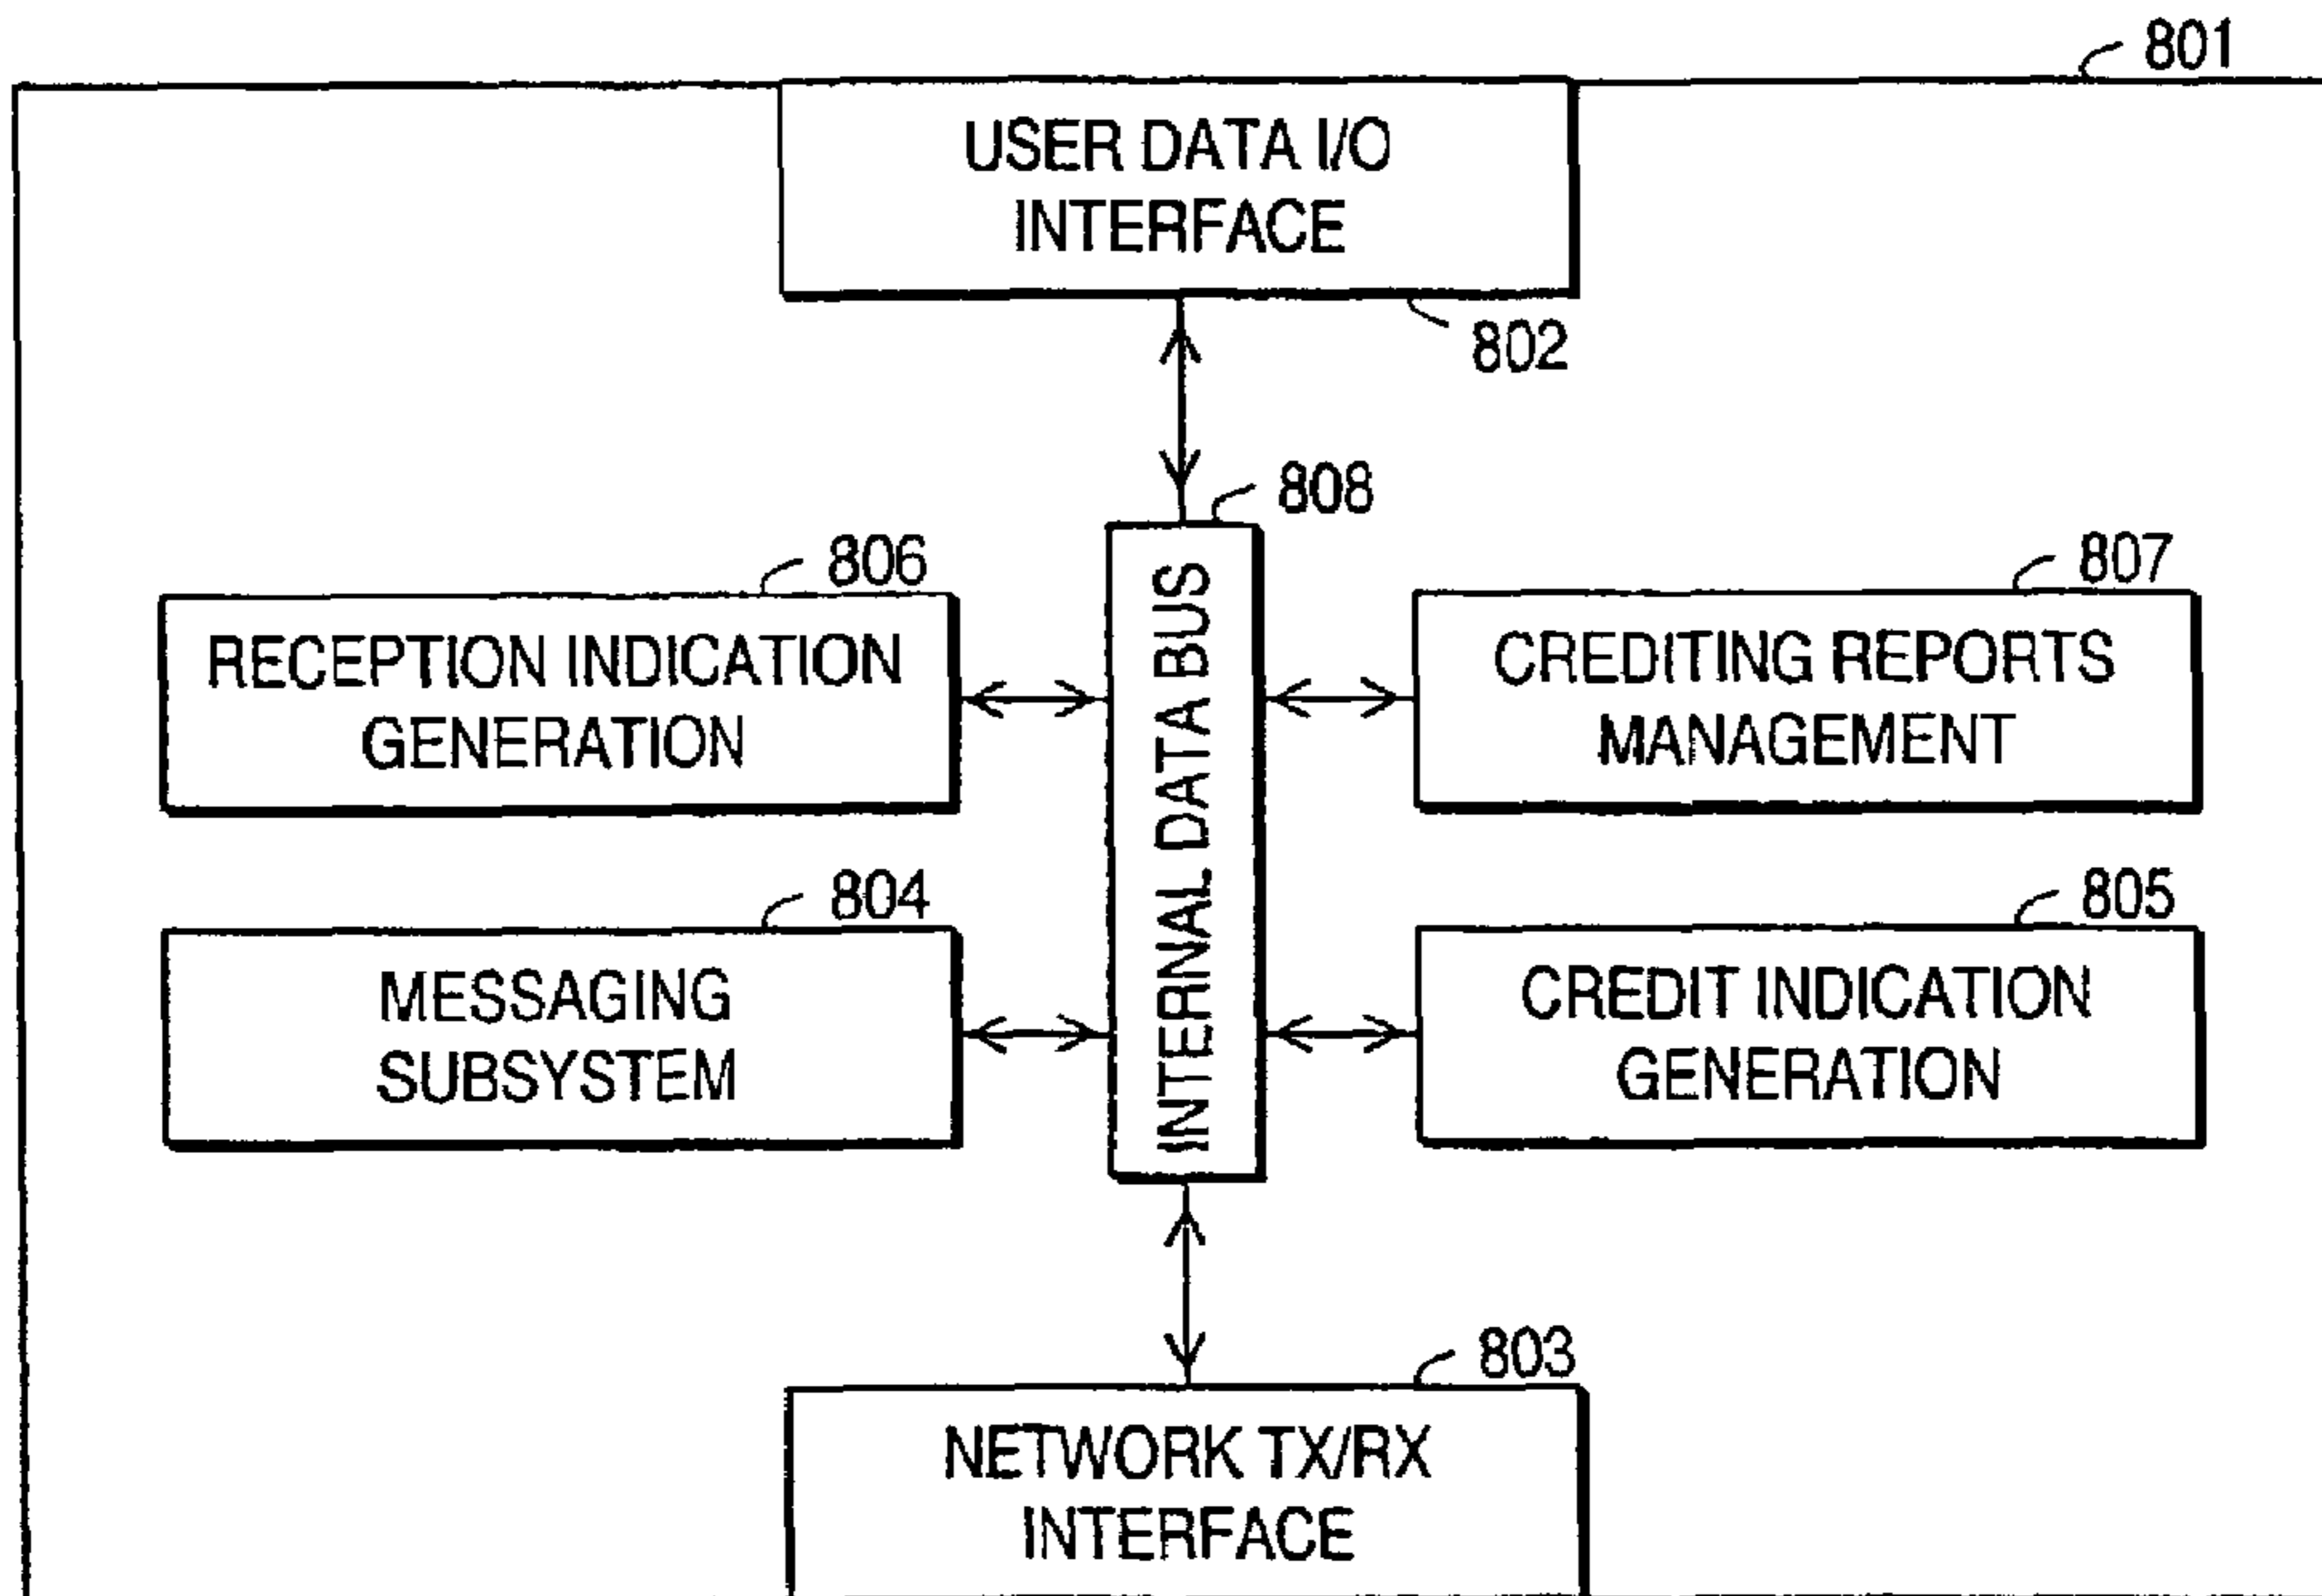 801
USER DATA I/O
INTERFACE
802
808
806
RECEPTION INDICATION
GENERATION
807
CREDITING REPORTS
MANAGEMENT
INTERNAL DATA BUS
804
MESSAGING
SUBSYSTEM
805
CREDIT INDICATION
GENERATION
803
NETWORK TX/RX
INTERFACE